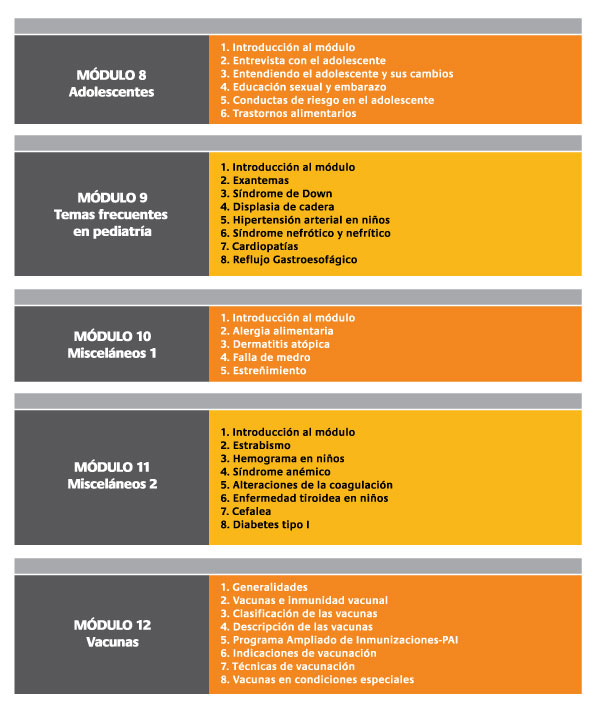 MÓDULO 8
Adolescentes
1. Introducción al módulo
2. Entrevista con el adolescente
3. Entendiendo el adolescente y sus cambios
4. Educación sexual y embarazo
5. Conductas de riesgo en el adolescente
6. Trastornos alimentarios
MÓDULO 9
Temas frecuentes
en pediatría
1. Introducción al módulo
2. Exantemas
3. Síndrome de Down
4. Displasia de cadera
5. Hipertensión arterial en niños
6. Síndrome nefrótico y nefrítico
7. Cardiopatías
8. Reflujo Gastroesofágico
MÓDULO 10
Misceláneos 1
1. Introducción al módulo
2. Alergia alimentaria
3. Dermatitis atópica
4. Falla de medro
5. Estreñimiento
MÓDULO 11
Misceláneos 2
1. Introducción al módulo
2. Estrabismo
3. Hemograma en niños
4. Síndrome anémico
5. Alteraciones de la coagulación
6. Enfermedad tiroidea en niños
7. Cefalea
8. Diabetes tipo I
MÓDULO 12
Vacunas
1. Generalidades
2. Vacunas e inmunidad vacunal
3. Clasificación de las vacunas
4. Descripción de las vacunas
5. Programa Ampliado de Inmunizaciones-PAI
6. Indicaciones de vacunación
7. Técnicas de vacunación
8. Vacunas en condiciones especiales